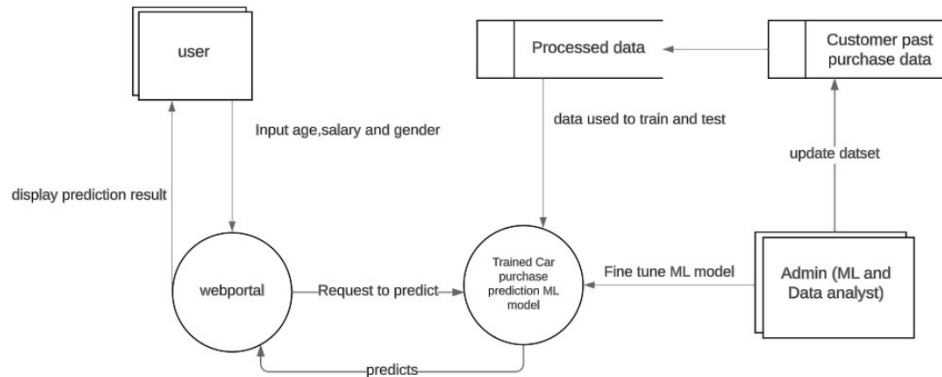 user
Processed data
Customer past
purchase data
Input age,salary and gender
data used to train and test
update datset
display prediction result
webportal
Request to predict
Trained Car
purchase
prediction ML
model
Fine tune ML model
Admin (ML and
Data analyst)
predicts